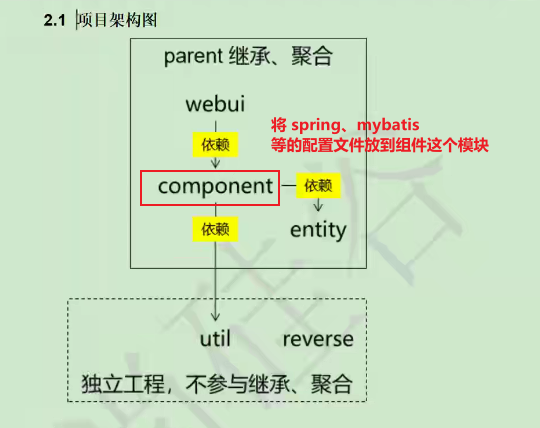 2.1 项目架构图
parent 继承、聚合
webui
依赖
将 spring、mybatis
等的配置文件放到组件这个模块
component
依赖
依赖
entity
util
reverse
独立工程，不参与继承、聚合